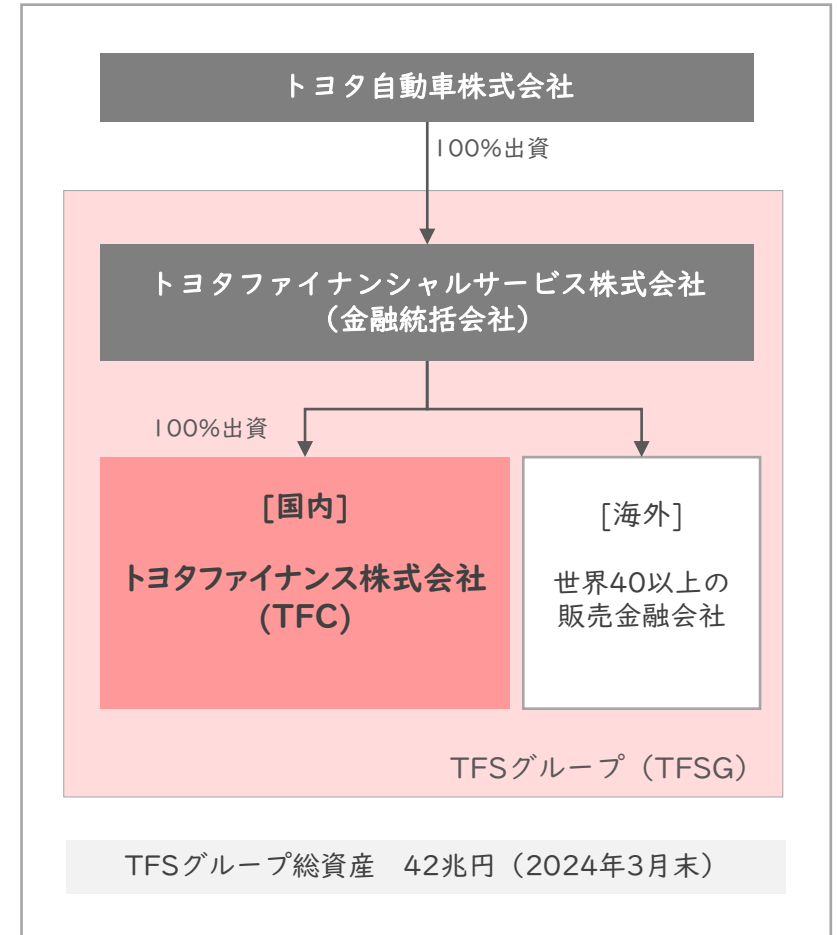 トヨタ自動車株式会社
100%出資
トヨタファイナンシャルサービス株式会社
（金融統括会社）
100%出資
[国内]
トヨタファイナンス株式会社
(TFC)
[海外]
世界40以上の
販売金融会社
TFSグループ（TFSG）
TFSグループ総資産　42兆円（2024年3月末）